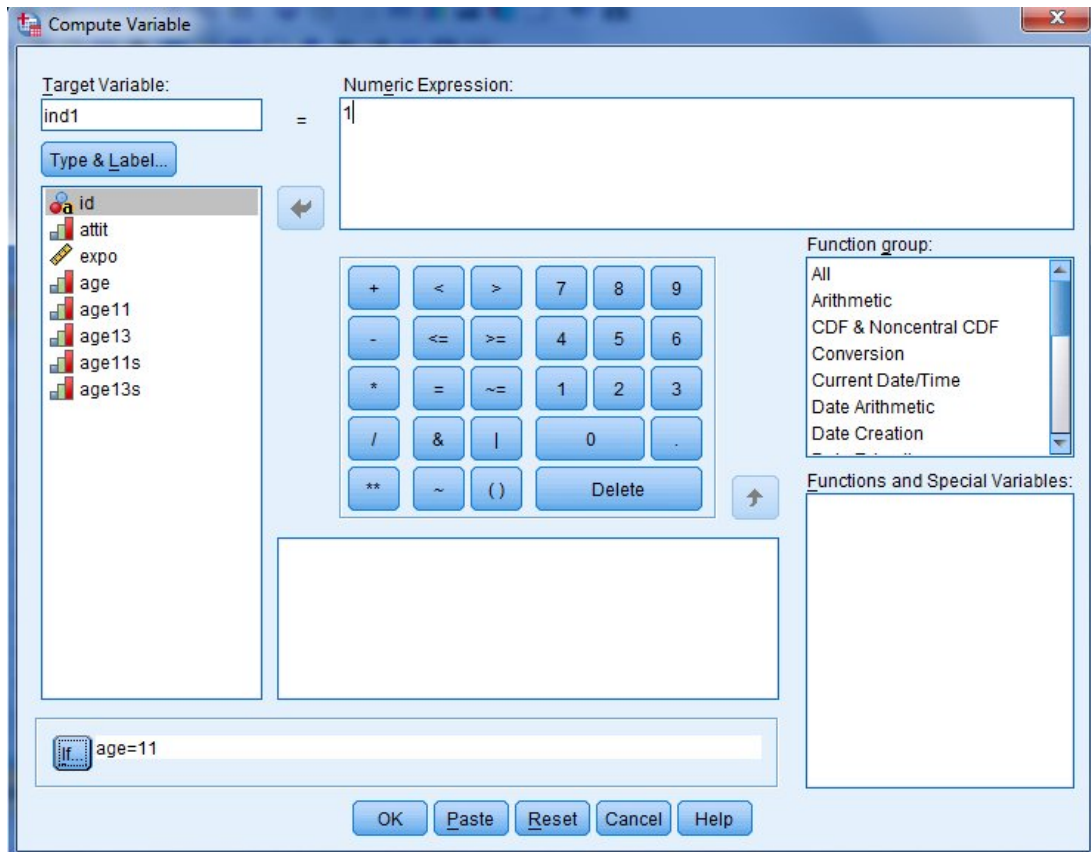 Compute Variable
Target Variable:
ind1
=
Numeric Expression:
1
Type & Label...
id
attit
expo
age
age11
age13
age11s
age13s
+ < > 7 8 9
- <= >= 4 5 6
* = ~= 1 2 3
/ & | 0 .
** ~ ( ) Delete
Function group:
All
Arithmetic
CDF & Noncentral CDF
Conversion
Current Date/Time
Date Arithmetic
Date Creation
Functions and Special Variables:
If... age=11
OK Paste Reset Cancel Help